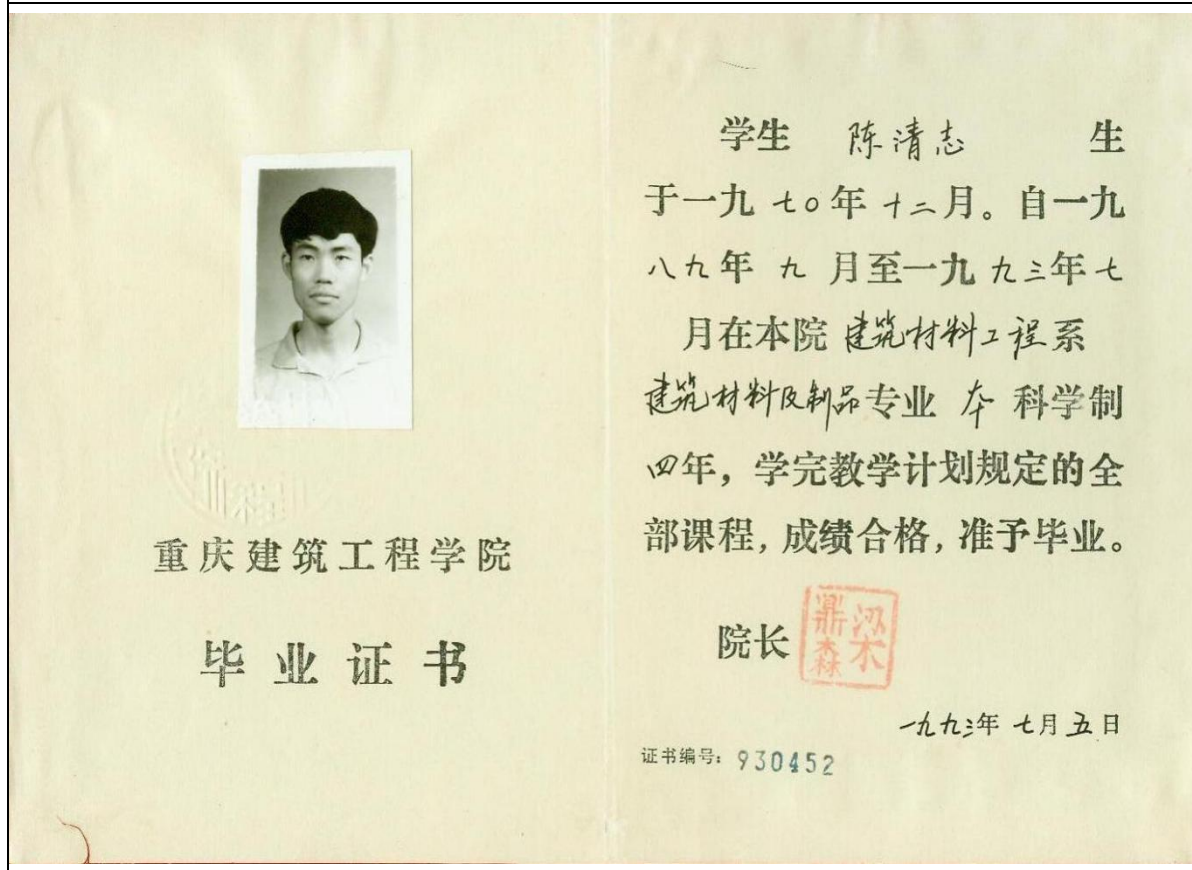 重庆建筑工程学院
毕业证书
学生 陈清志 生
于一九七○年十二月。自一九
八九年九月至一九九三年七
月在本院建筑材料工程系
建筑材料及制品专业本科学制
四年，学完教学计划规定的全
部课程，成绩合格，准予毕业。
院长 梁鼎森
一九九三年七月五日
证书编号：930452